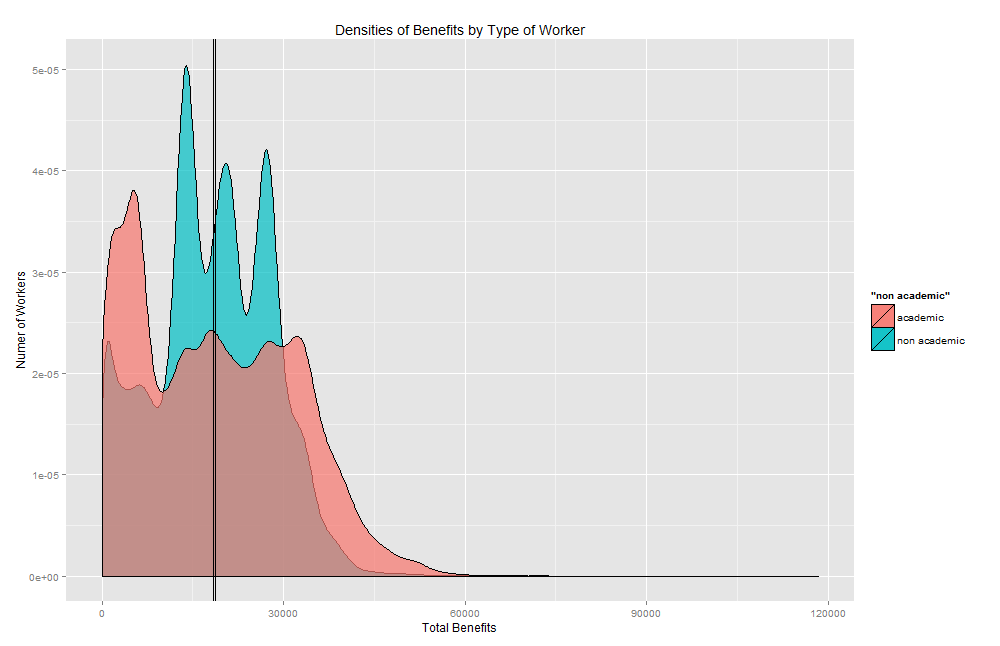 Densities of Benefits by Type of Worker
Numer of Workers
5e-05
4e-05
3e-05
2e-05
1e-05
0e+00
0 30000 60000 90000 120000
Total Benefits
"non academic"
academic
non academic